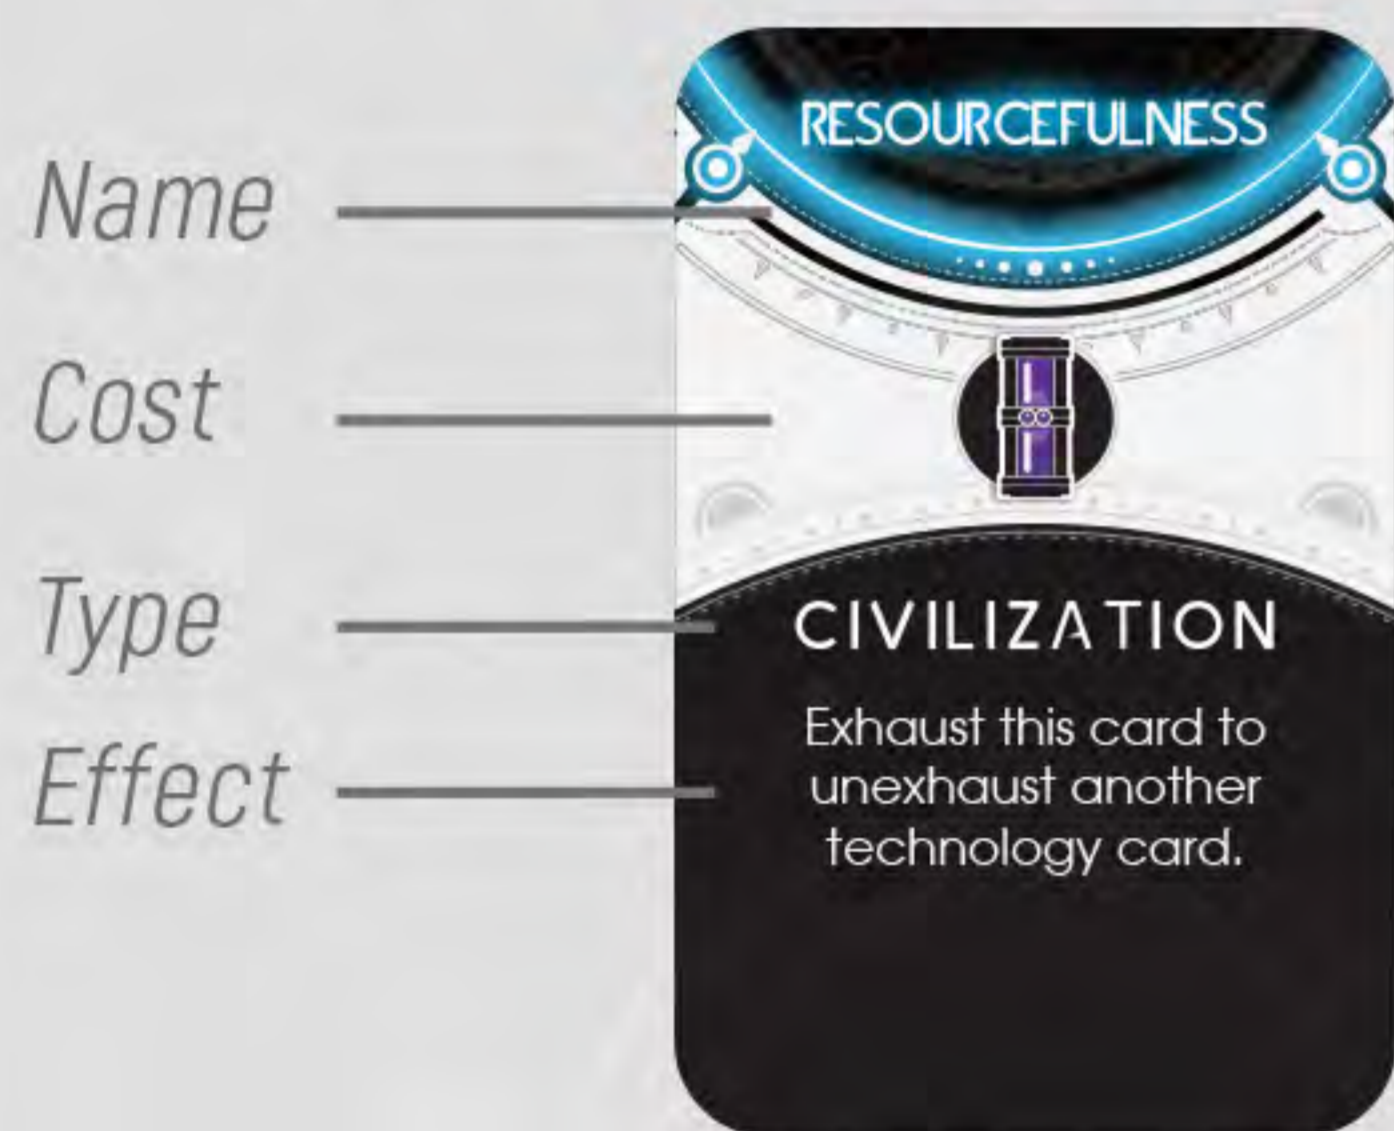 Name
Cost
Type
Effect
RESOURCEFULNESS
CIVILIZATION
Exhaust this card to
unexhaust another
technology card.